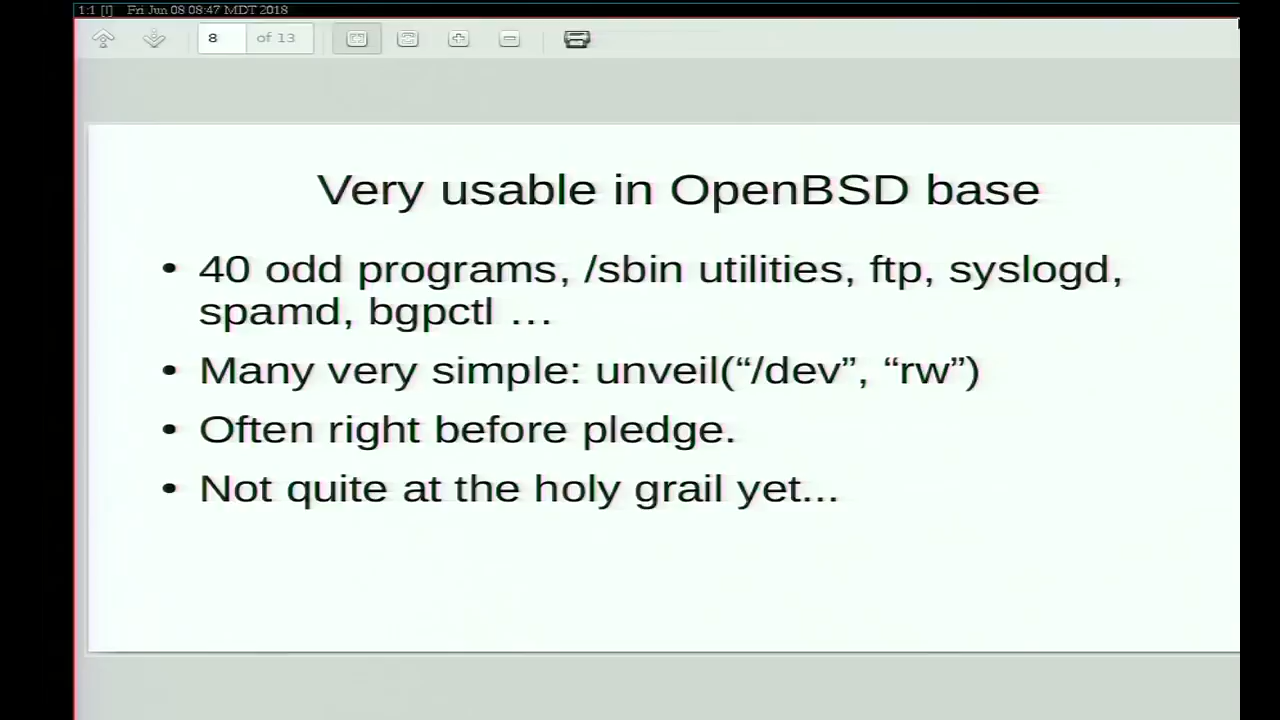 1:1 [I] Fri Jun 08 08:47 MDT 2018
8 of 13
Very usable in OpenBSD base
• 40 odd programs, /sbin utilities, ftp, syslogd,
spamd, bgpctl …
• Many very simple: unveil(“/dev”, “rw”)
• Often right before pledge.
• Not quite at the holy grail yet...